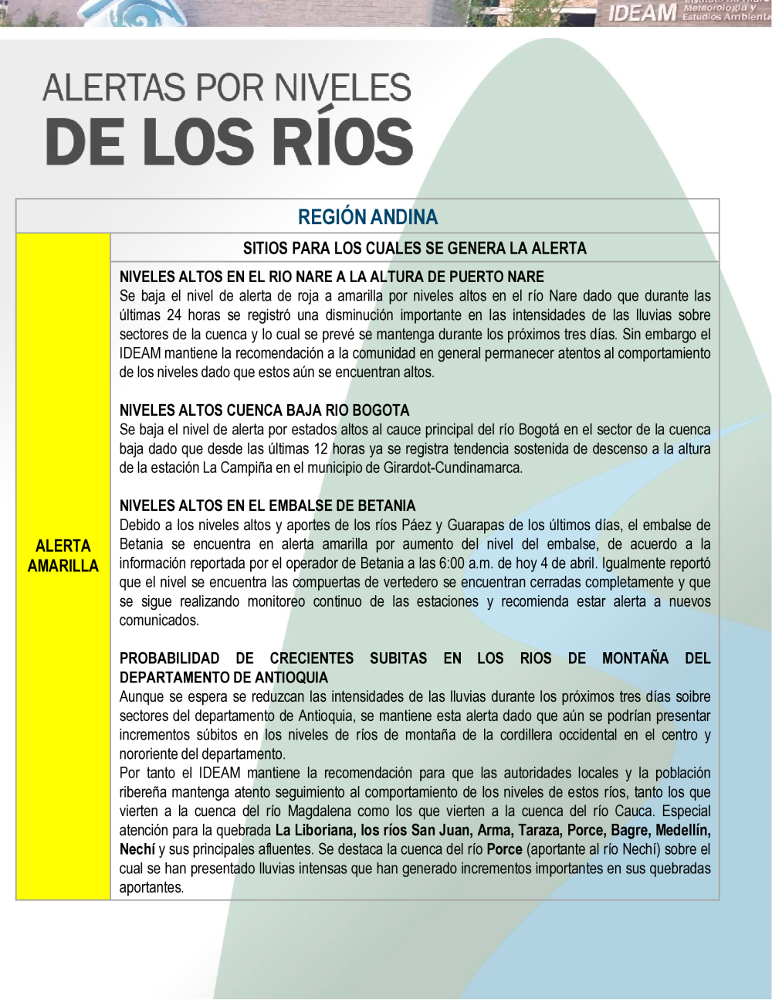 IDEAM
Meteorología y
Estudios Ambienta
ALERTAS POR NIVELES
DE LOS RÍOS
REGIÓN ANDINA
SITIOS PARA LOS CUALES SE GENERA LA ALERTA
ALERTA
AMARILLA
NIVELES ALTOS EN EL RIO NARE A LA ALTURA DE PUERTO NARE
Se baja el nivel de alerta de roja a amarilla por niveles altos en el río Nare dado que durante las
últimas 24 horas se registró una disminución importante en las intensidades de las lluvias sobre
sectores de la cuenca y lo cual se prevé se mantenga durante los próximos tres días. Sin embargo el
IDEAM mantiene la recomendación a la comunidad en general permanecer atentos al comportamiento
de los niveles dado que estos aún se encuentran altos.
NIVELES ALTOS CUENCA BAJA RIO BOGOTA
Se baja el nivel de alerta por estados altos al cauce principal del río Bogotá en el sector de la cuenca
baja dado que desde las últimas 12 horas ya se registra tendencia sostenida de descenso a la altura
de la estación La Campiña en el municipio de Girardot-Cundinamarca.
NIVELES ALTOS EN EL EMBALSE DE BETANIA
Debido a los niveles altos y aportes de los ríos Páez y Guarapas de los últimos días, el embalse de
Betania se encuentra en alerta amarilla por aumento del nivel del embalse, de acuerdo a la
información reportada por el operador de Betania a las 6:00 a.m. de hoy 4 de abril. Igualmente reportó
que el nivel se encuentra las compuertas de vertedero se encuentran cerradas completamente y que
se sigue realizando monitoreo continuo de las estaciones y recomienda estar alerta a nuevos
comunicados.
PROBABILIDAD DE CRECIENTES SUBITAS EN LOS RIOS DE MONTAÑA DEL
DEPARTAMENTO DE ANTIOQUIA
Aunque se espera se reduzcan las intensidades de las lluvias durante los próximos tres días soibre
sectores del departamento de Antioquia, se mantiene esta alerta dado que aún se podrían presentar
incrementos súbitos en los niveles de ríos de montaña de la cordillera occidental en el centro y
nororiente del departamento.
Por tanto el IDEAM mantiene la recomendación para que las autoridades locales y la población
ribereña mantenga atento seguimiento al comportamiento de los niveles de estos ríos, tanto los que
vierten a la cuenca del río Magdalena como los que vierten a la cuenca del río Cauca. Especial
atención para la quebrada La Liboriana, los ríos San Juan, Arma, Taraza, Porce, Bagre, Medellín,
Nechí y sus principales afluentes. Se destaca la cuenca del río Porce (aportante al río Nechí) sobre el
cual se han presentado lluvias intensas que han generado incrementos importantes en sus quebradas
aportantes.